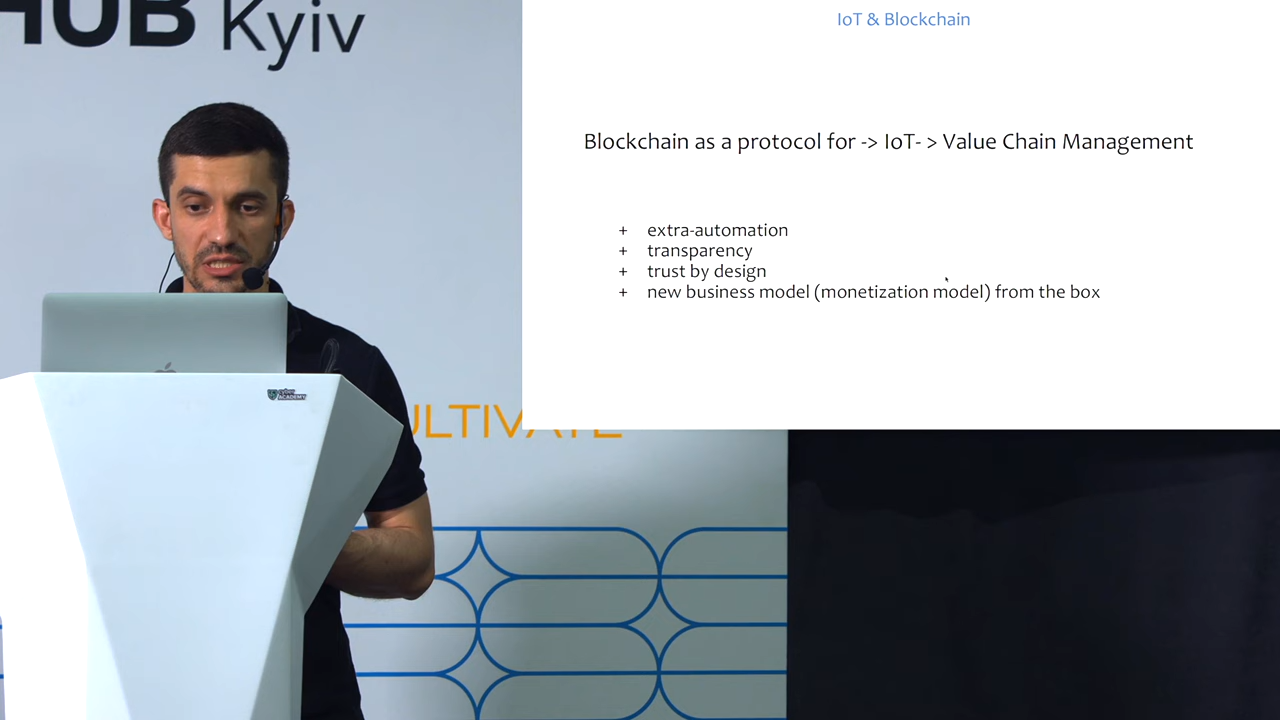 HUB Kyiv
IoT & Blockchain
Blockchain as a protocol for -> IoT- > Value Chain Management
+ extra-automation
+ transparency
+ trust by design
+ new business model (monetization model) from the box
ACADEMY
ULTIVATE